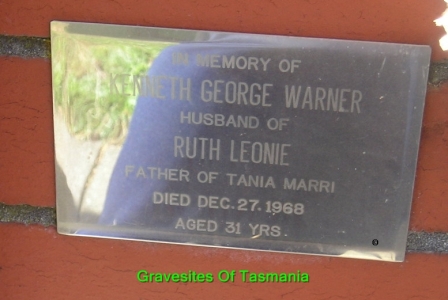 IN MEMORY OF
KENNETH GEORGE WARNER
HUSBAND OF
RUTH LEONIE
FATHER OF TANIA MARRI
DIED DEC. 27. 1968
AGED 31 YRS.
Gravesites Of Tasmania